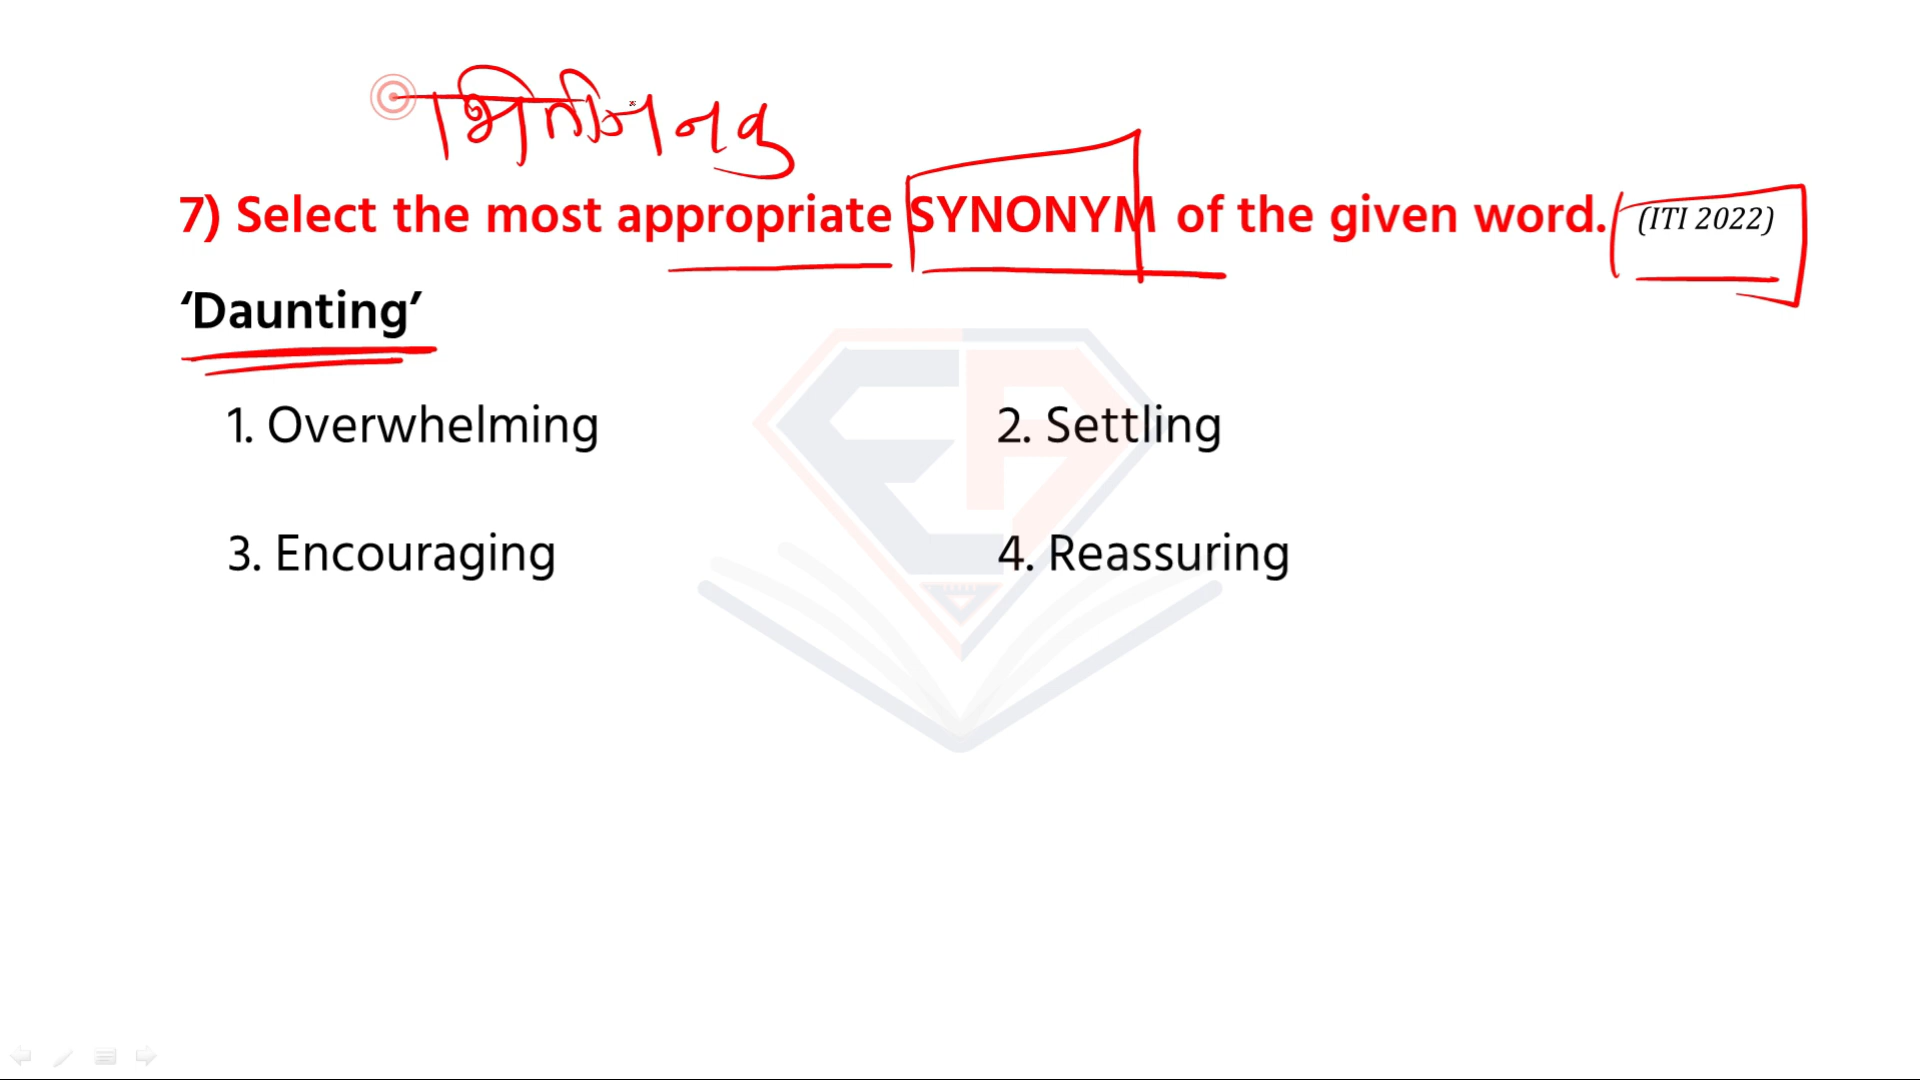 7) Select the most appropriate SYNONYM of the given word. (ITI 2022)
‘Daunting’
1. Overwhelming 2. Settling
3. Encouraging 4. Reassuring